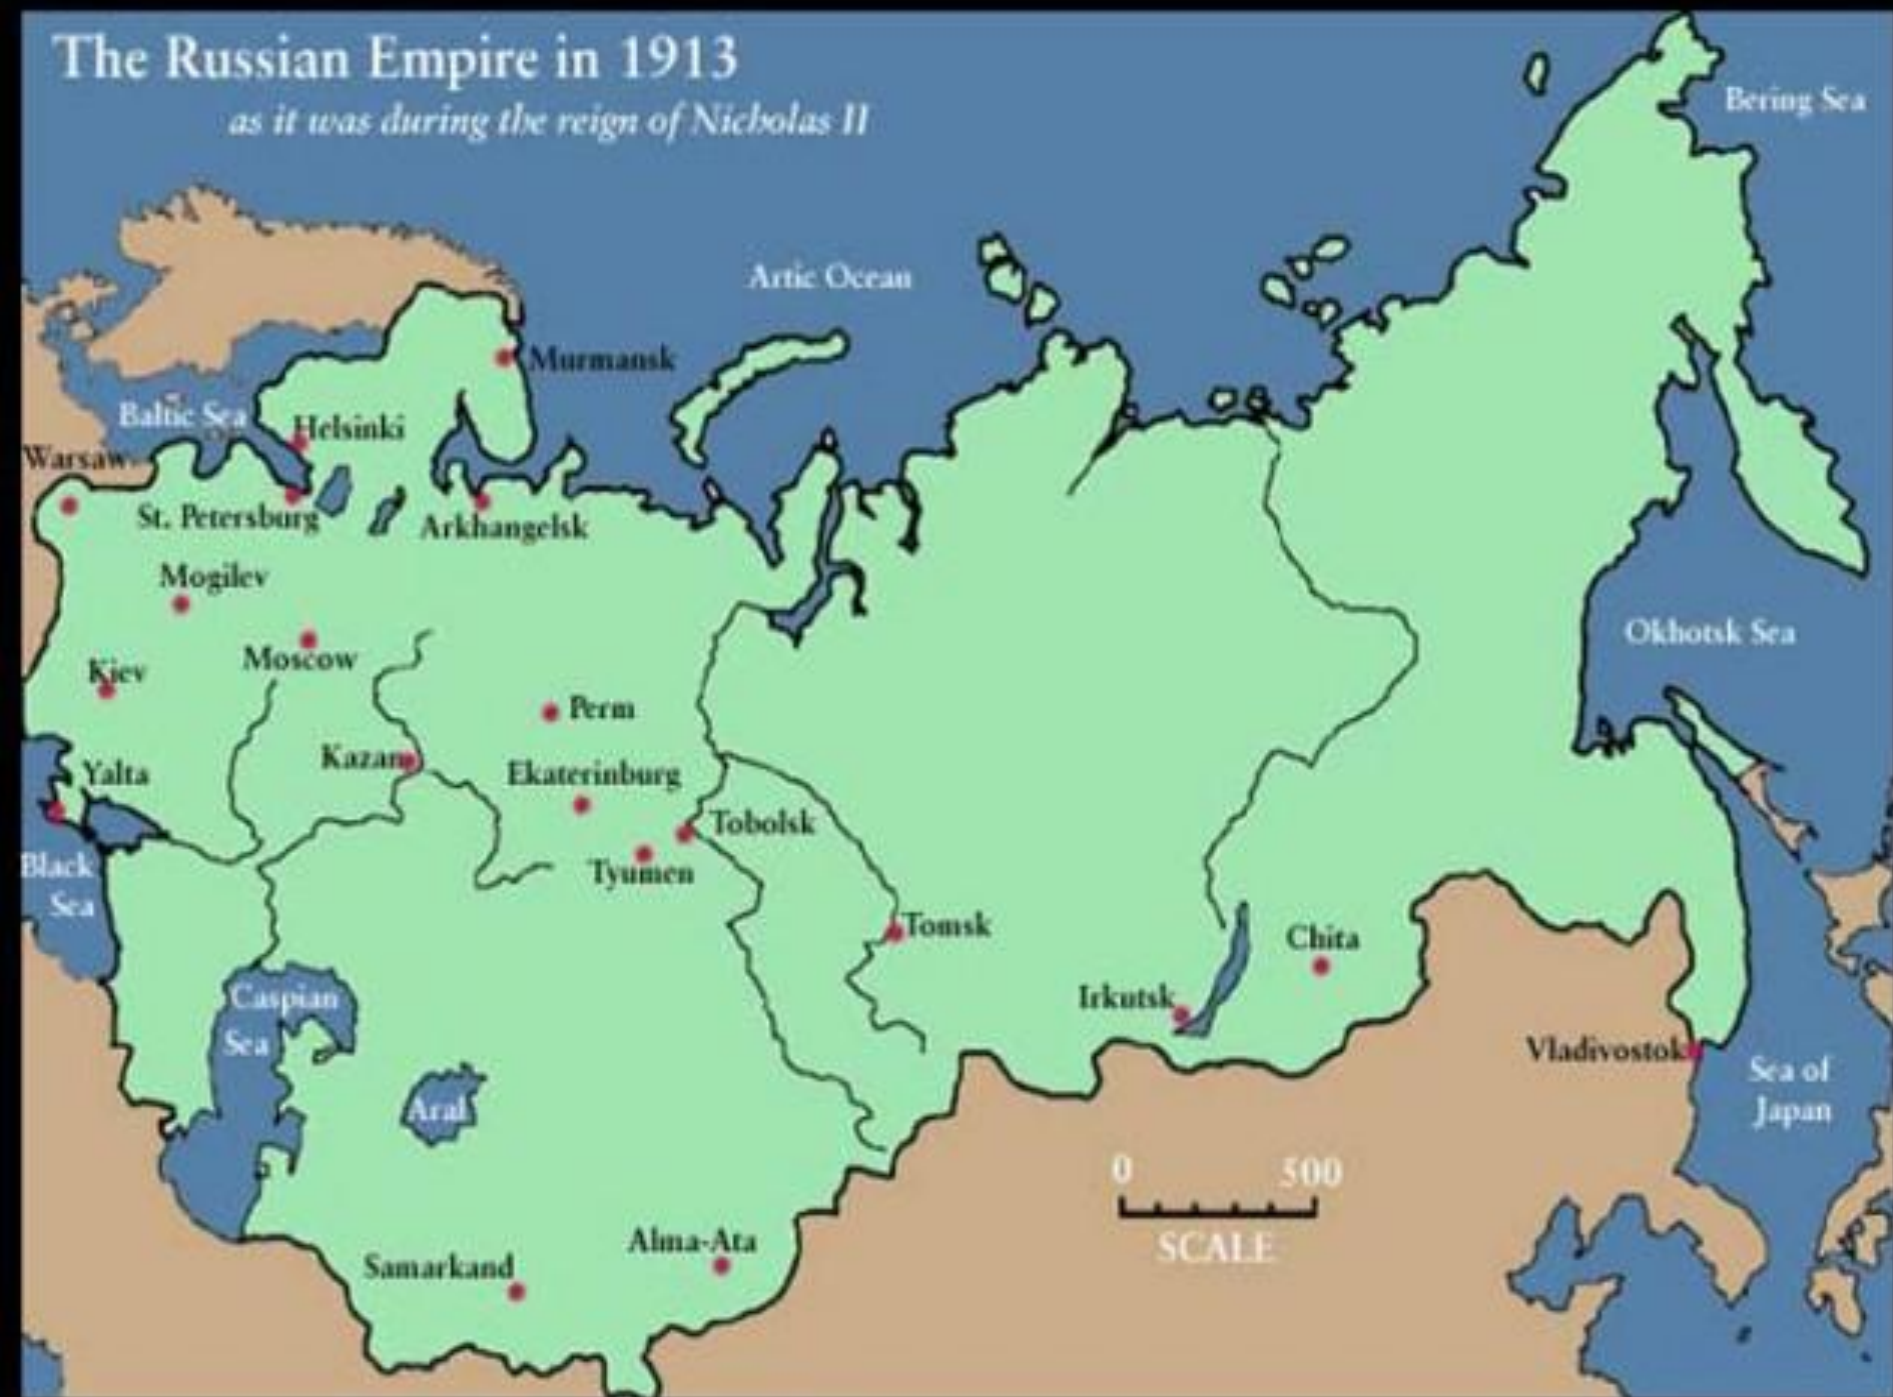 The Russian Empire in 1913
as it was during the reign of Nicholas II
Bering Sea
Artic Ocean
Murmansk
Baltic Sea
Helsinki
Warsaw
St. Petersburg
Arkhangelsk
Mogilev
Okhotsk Sea
Moscow
Kiev
Perm
Kazan
Ekaterinburg
Yalta
Tobolsk
Black
Sea
Tyumen
Tomsk
Chita
Caspian
Sea
Irkutsk
Vladivostok
Sea of
Japan
Aral
0 500
SCALE
Alma-Ata
Samarkand